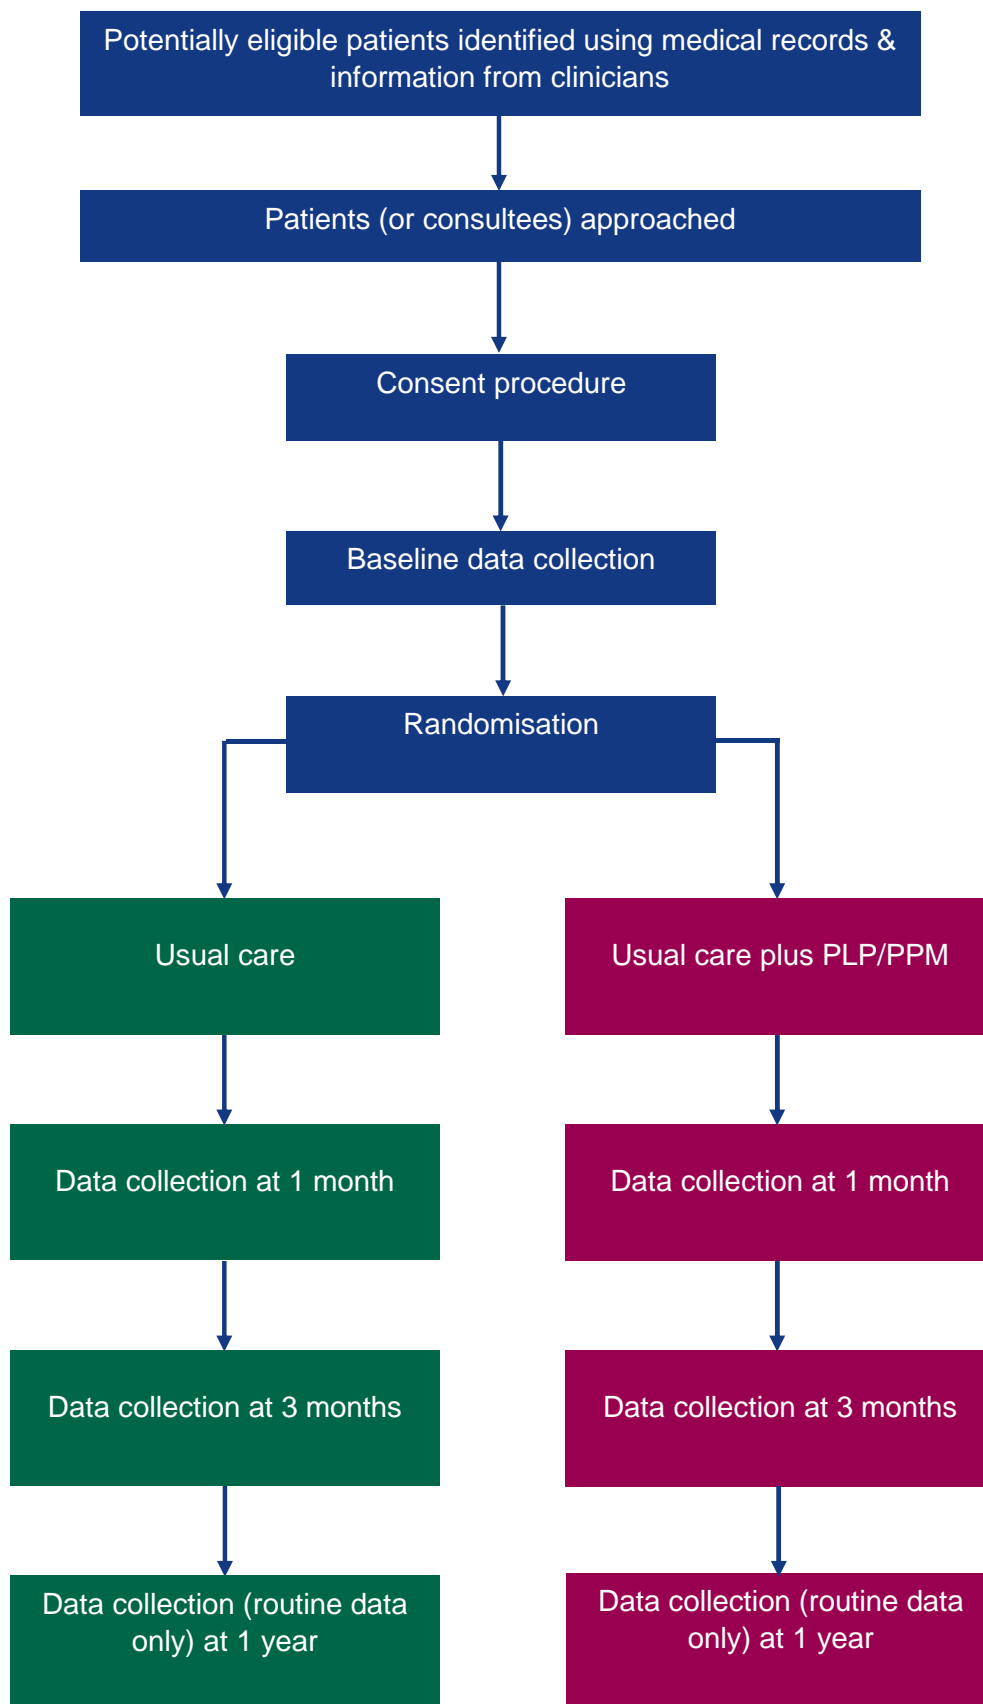 Potentially eligible patients identified using medical records &
information from clinicians
Patients (or consultees) approached
Consent procedure
Baseline data collection
Randomisation
Usual care
Usual care plus PLP/PPM
Data collection at 1 month
Data collection at 1 month
Data collection at 3 months
Data collection at 3 months
Data collection (routine data
only) at 1 year
Data collection (routine data
only) at 1 year